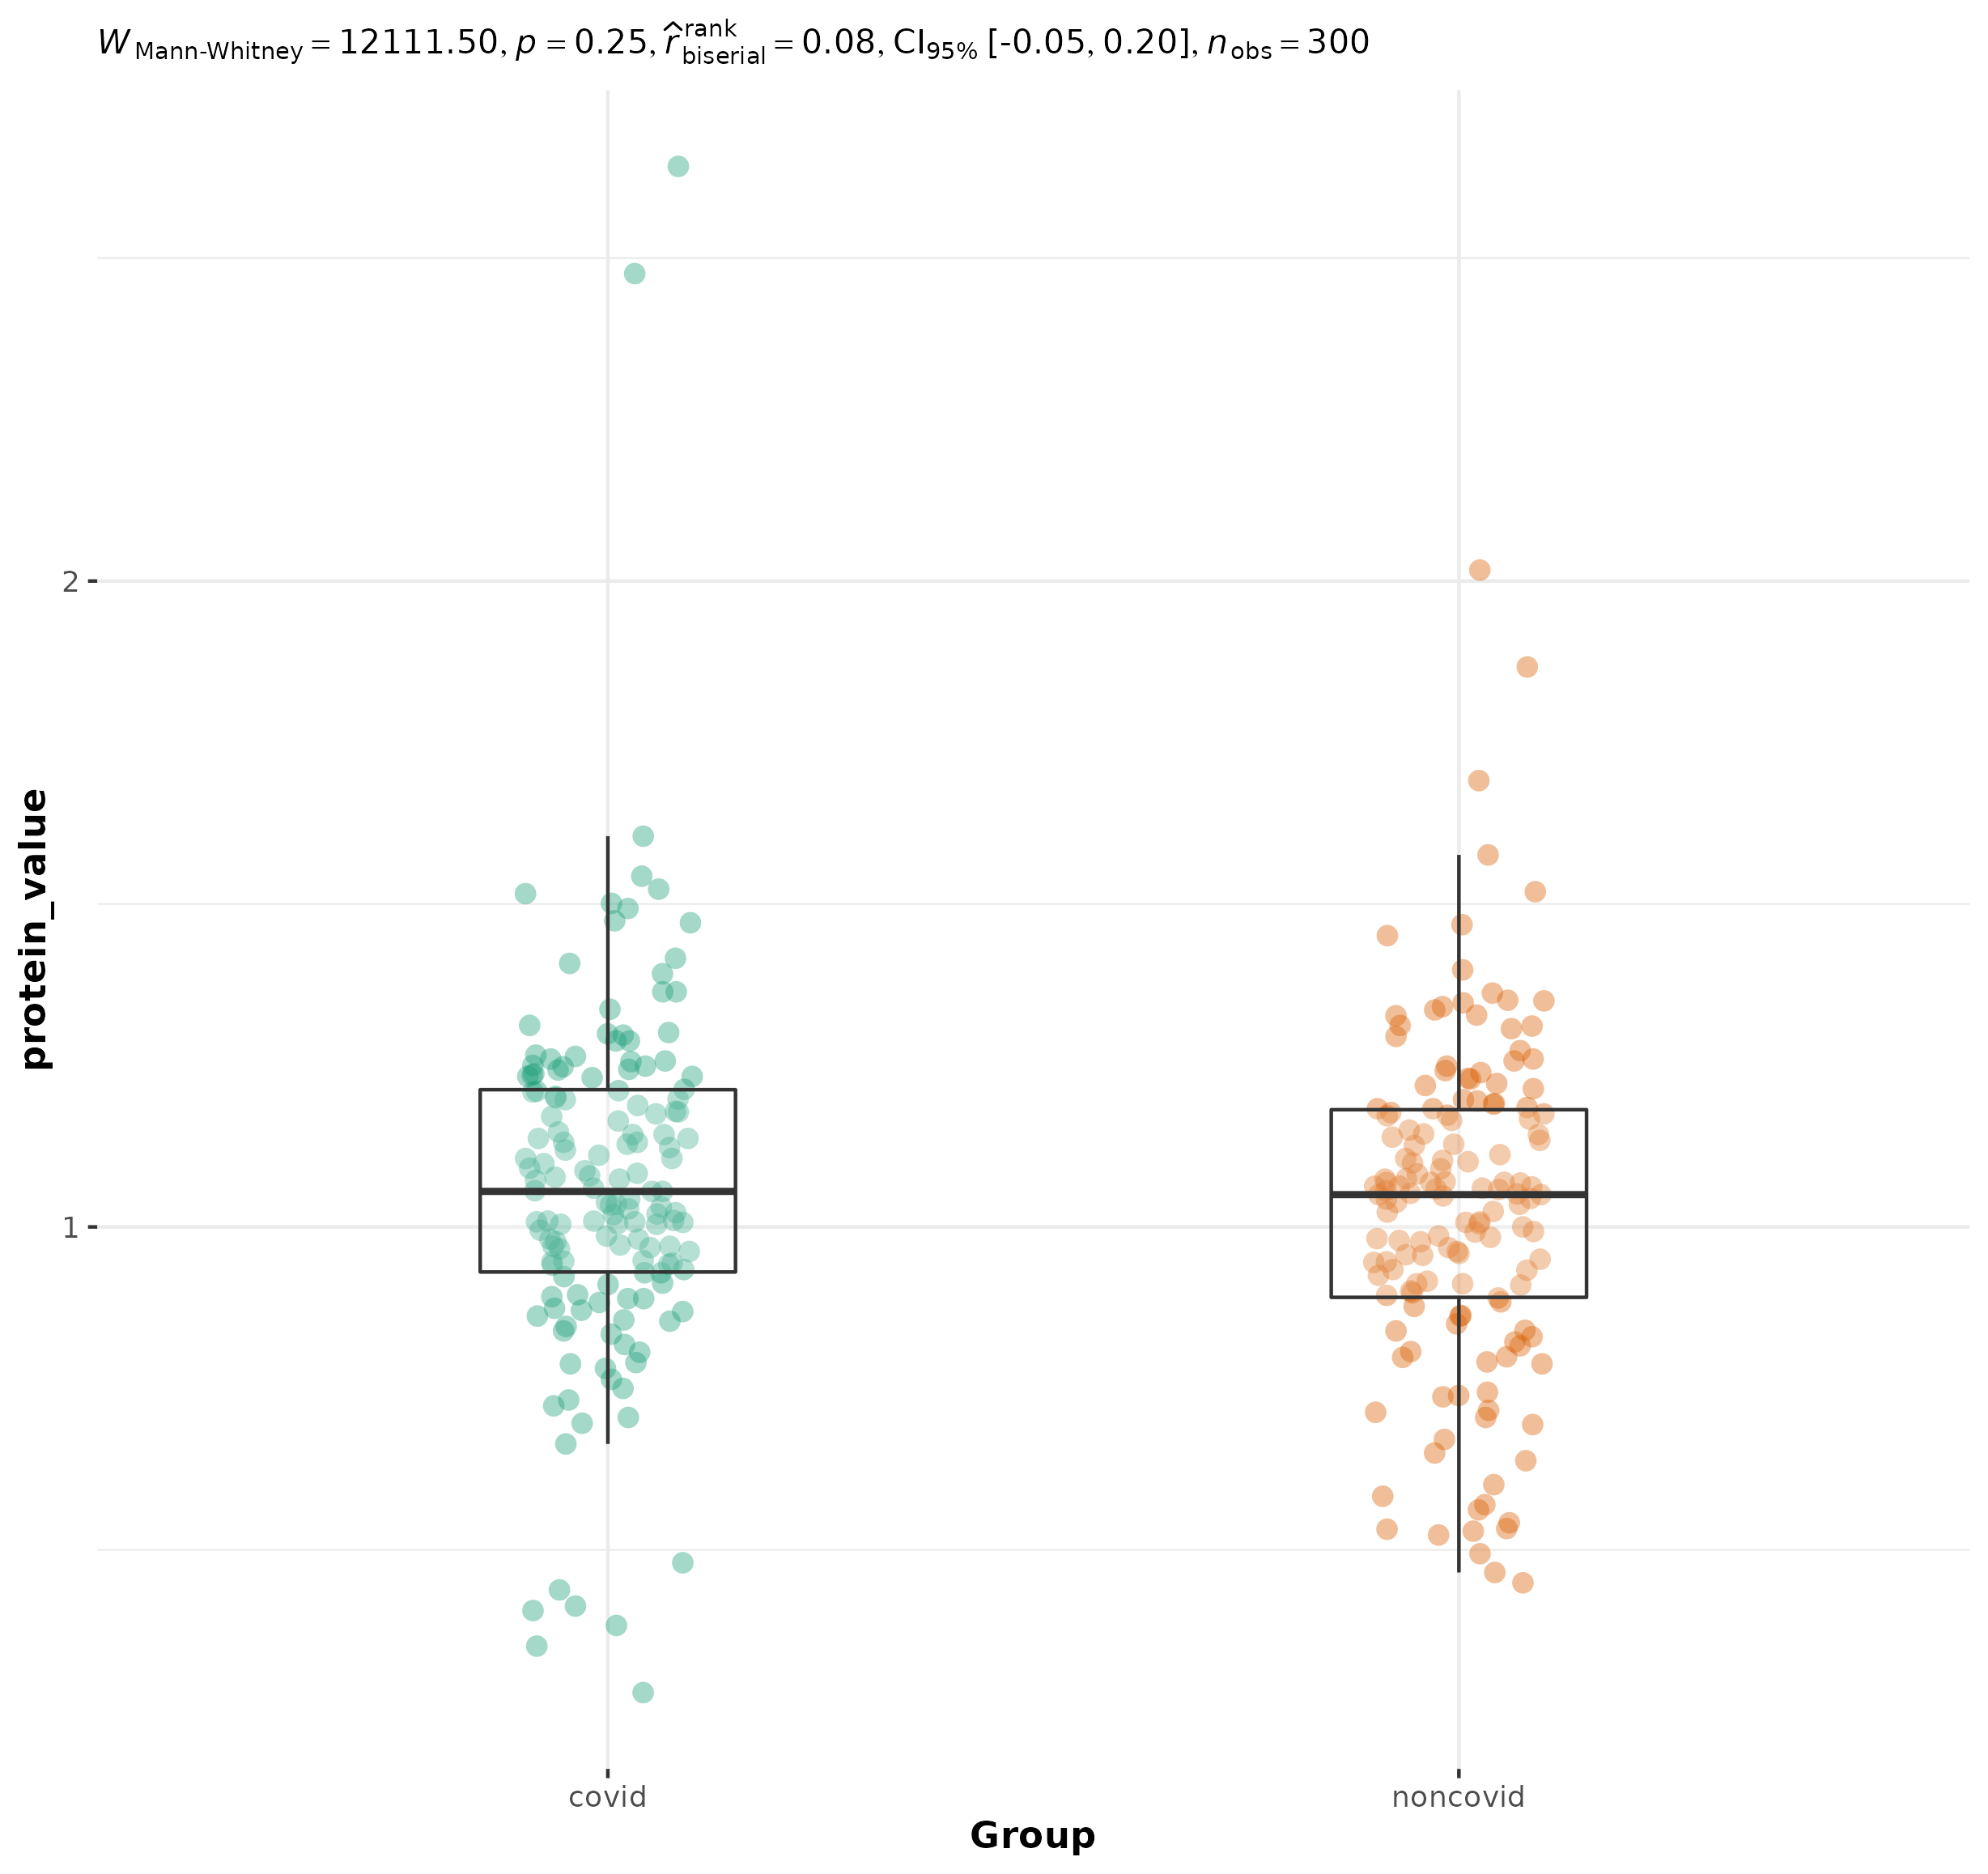 W Mann-Whitney = 12111.50, p = 0.25, r̂ rank biserial = 0.08, CI95% [-0.05, 0.20], n obs = 300
protein_value
2
1
covid noncovid
Group